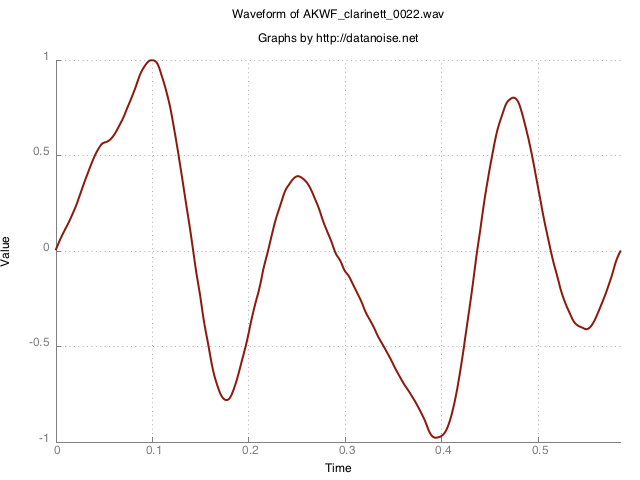 Waveform of AKWF_clarinett_0022.wav
Graphs by http://datanoise.net
1
0.5
0
-0.5
-1
Value
0
0.1
0.2
0.3
0.4
0.5
Time